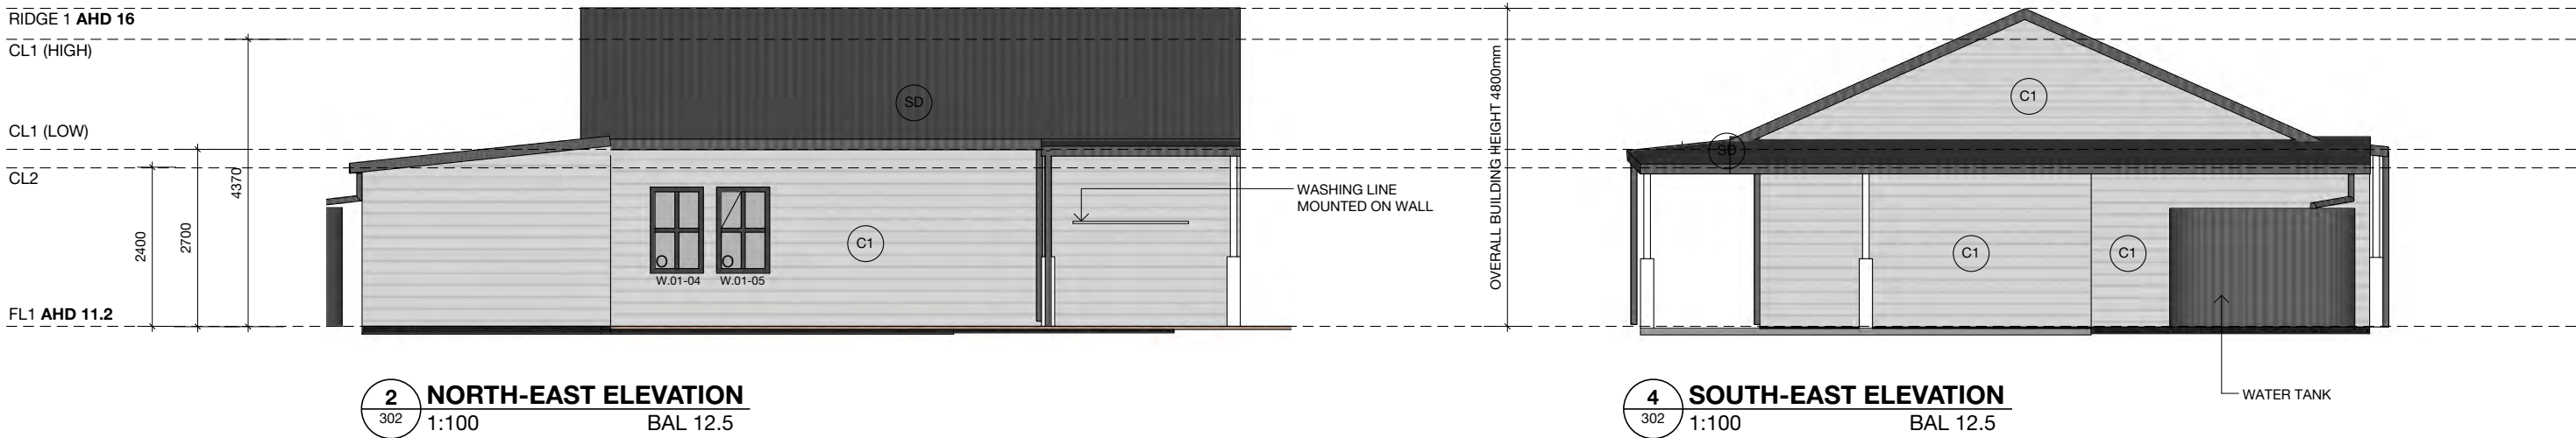 RIDGE 1 AHD 16
CL1 (HIGH)
CL1 (LOW)
CL2
FL1 AHD 11.2
2400
2700
4370
SD
C1
O
O
W.01-04
W.01-05
WASHING LINE
MOUNTED ON WALL
2
302
NORTH-EAST ELEVATION
1:100
BAL 12.5
OVERALL BUILDING HEIGHT 4800mm
SD
C1
C1
C1
WATER TANK
4
302
SOUTH-EAST ELEVATION
1:100
BAL 12.5